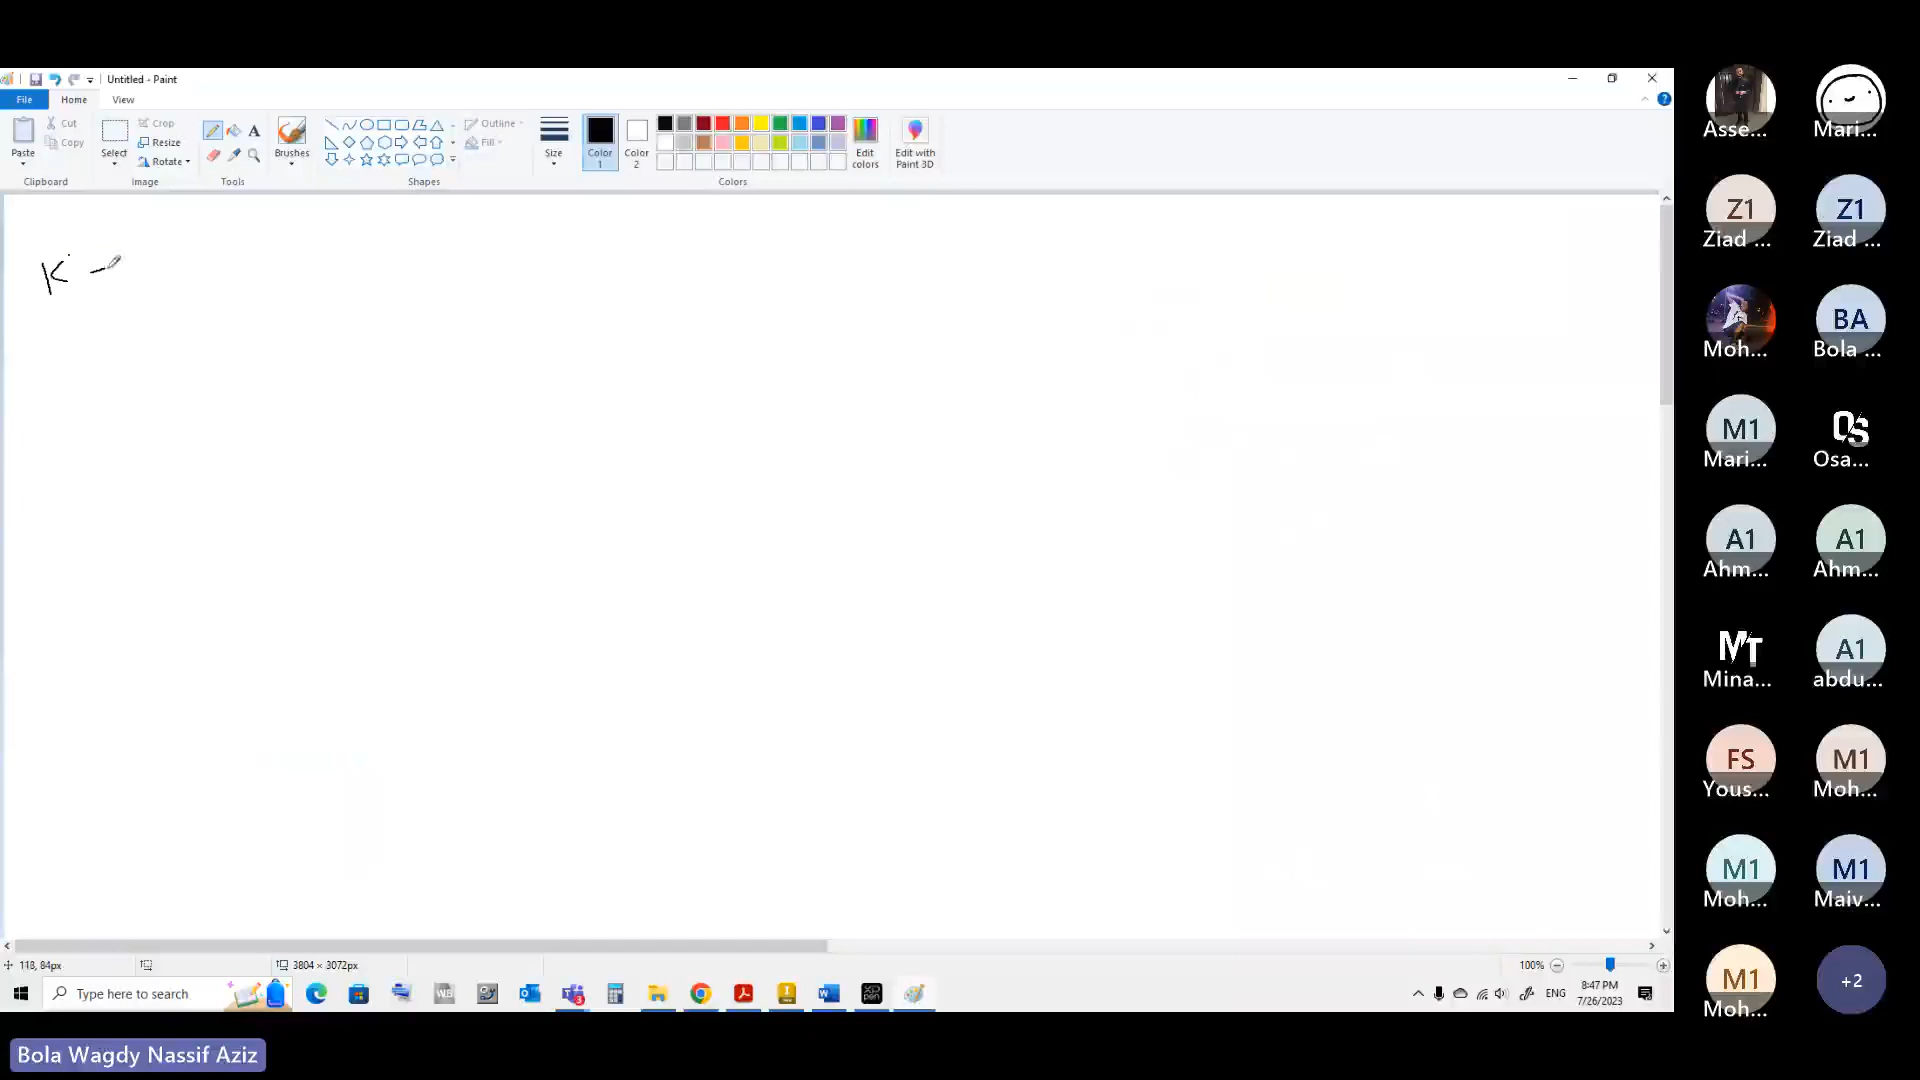 Untitled - Paint
File
Home
View
Paste
Cut
Copy
Clipboard
Select
Crop
Resize
Rotate
Image
Tools
Brushes
Shapes
Outline
Fill
Size
Color
1
Color
2
Colors
Edit
colors
Edit with
Paint 3D
K -
118, 84px
3804 × 3072px
100%
Type here to search
WB
ENG
8:47 PM
7/26/2023
Asse...
Mari...
Z1
Ziad ...
Z1
Ziad ...
Moh...
BA
Bola ...
M1
Mari...
OS
Osa...
A1
Ahm...
A1
Ahm...
MT
Mina...
A1
abdu...
FS
Yous...
M1
Moh...
M1
Moh...
M1
Maiv...
M1
Moh...
+2
Bola Wagdy Nassif Aziz